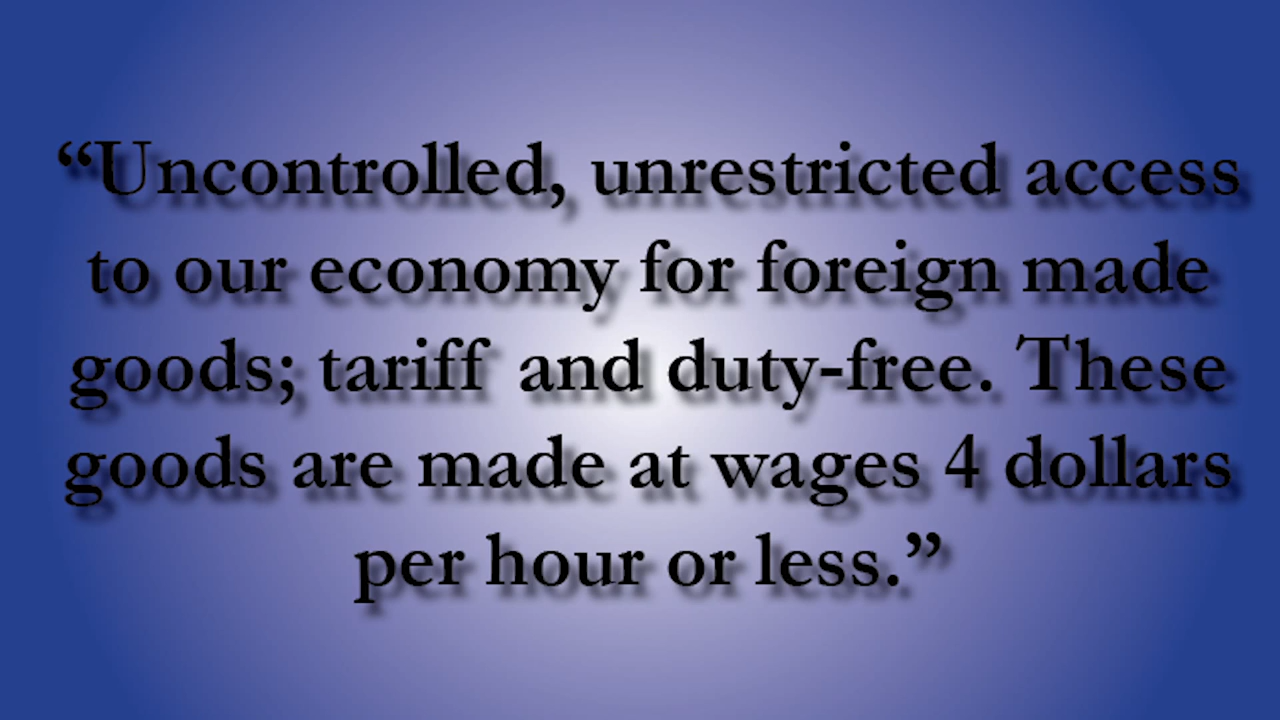 “Uncontrolled, unrestricted access
to our economy for foreign made
goods; tariff and duty-free. These
goods are made at wages 4 dollars
per hour or less.”